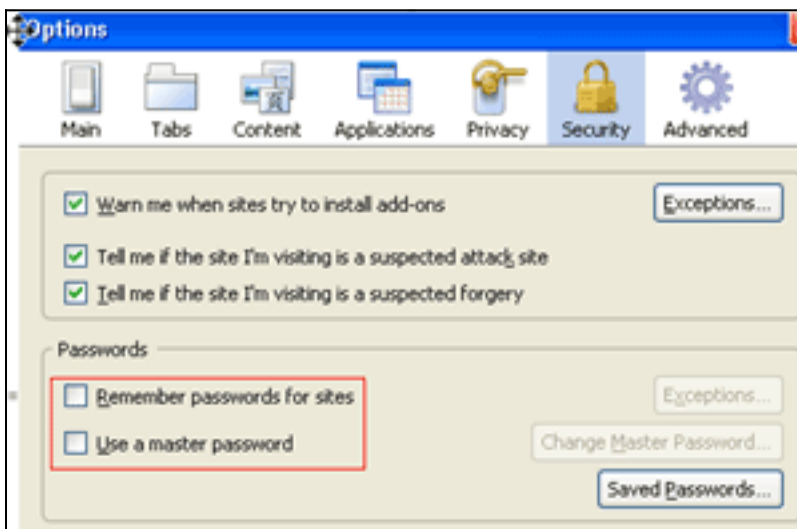 Options
Main Tabs Content Applications Privacy Security Advanced
Warn me when sites try to install add-ons Exceptions...
Tell me if the site I'm visiting is a suspected attack site
Tell me if the site I'm visiting is a suspected forgery
Passwords
Remember passwords for sites Exceptions...
Use a master password Change Master Password...
Saved Passwords...